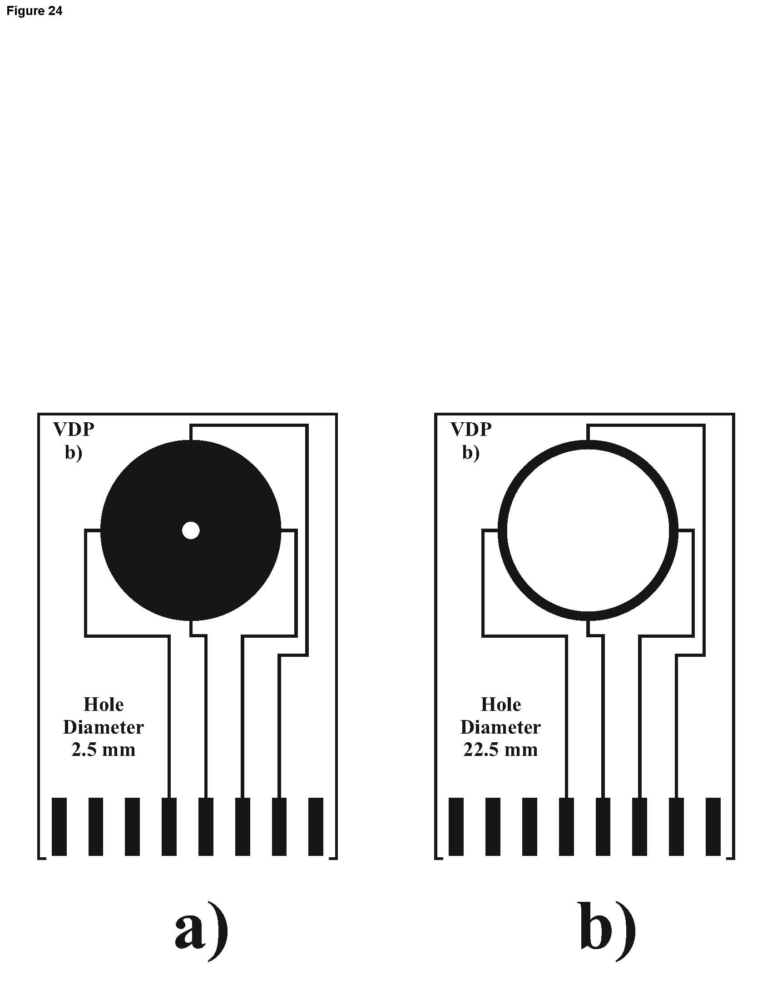 Figure 24
VDP
b)
Hole
Diameter
2.5 mm
a)
VDP
b)
Hole
Diameter
22.5 mm
b)